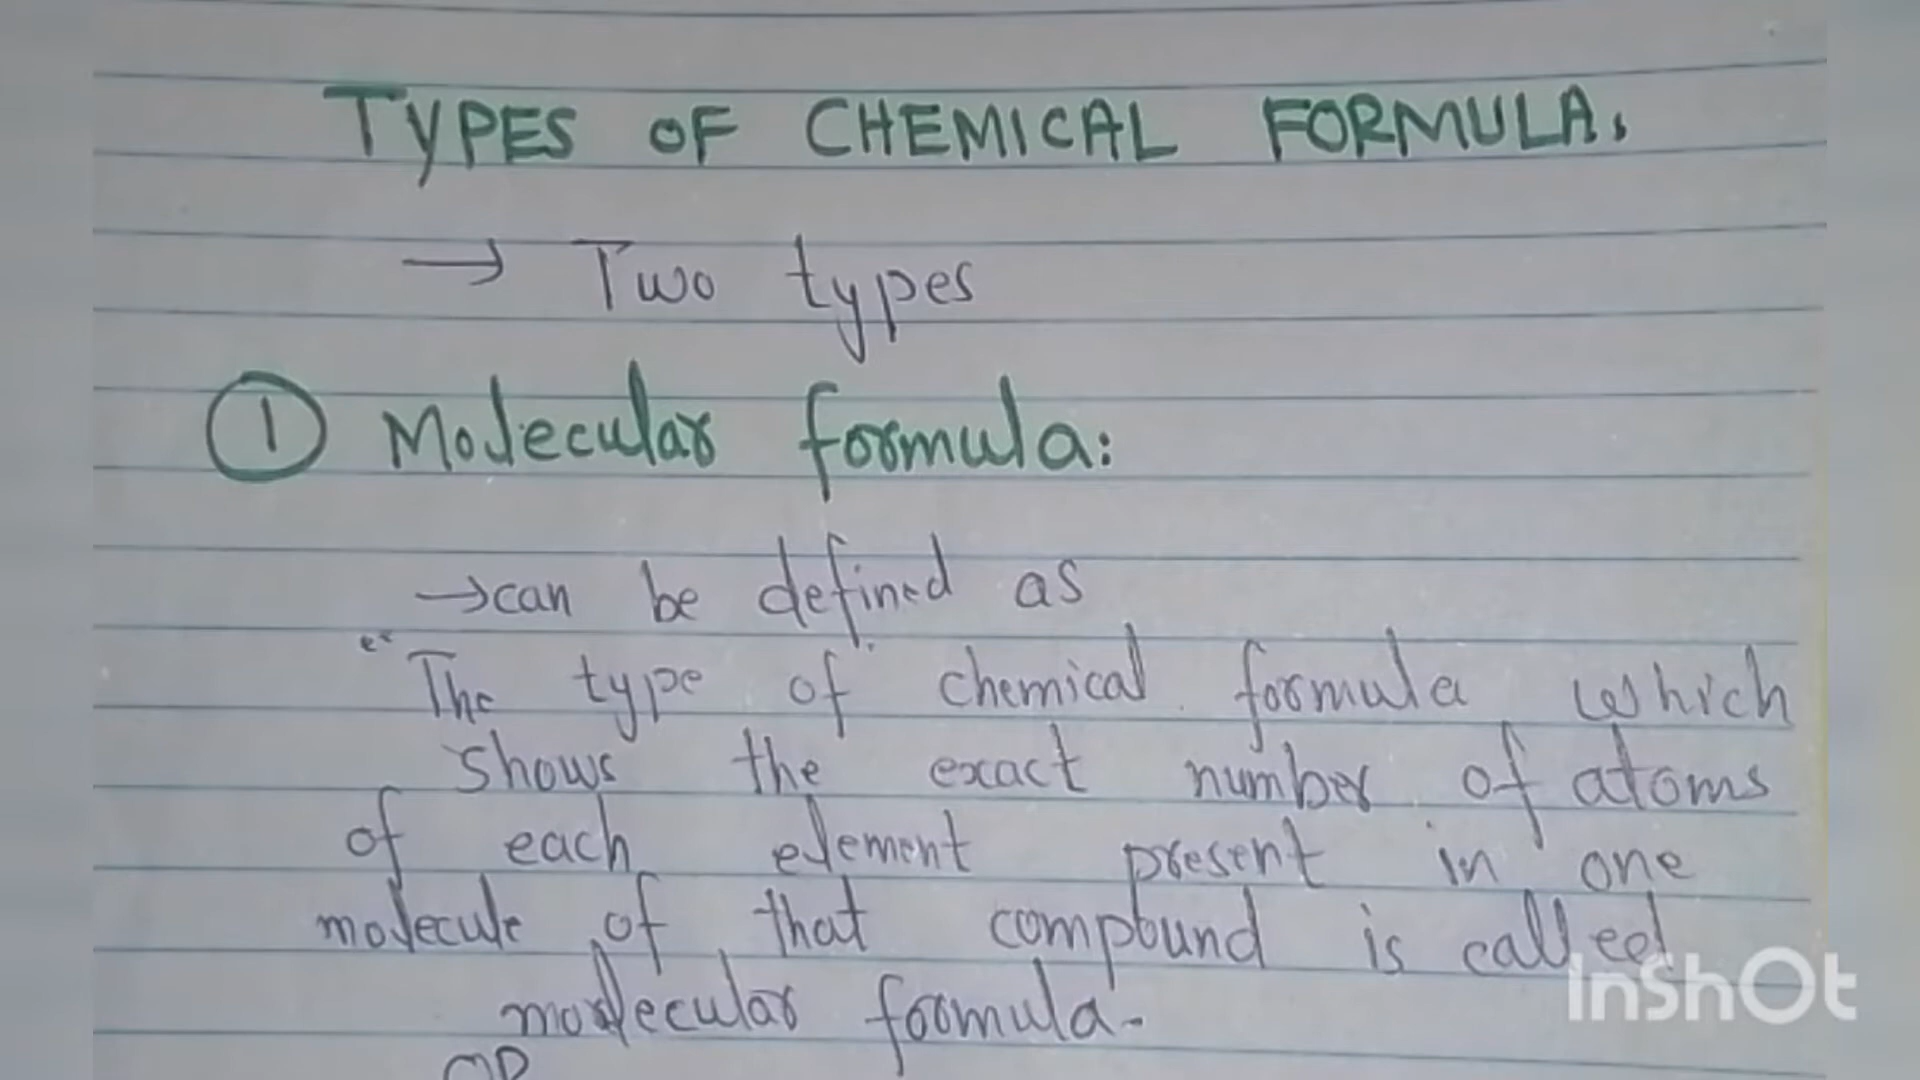 TYPES OF CHEMICAL FORMULA.
→ Two types
① Molecular formula:
→ can be defined as
"The type of chemical formula which
shows the exact number of atoms
of each element present in one
molecule of that compound is called
molecular formula.
OR
InShOt